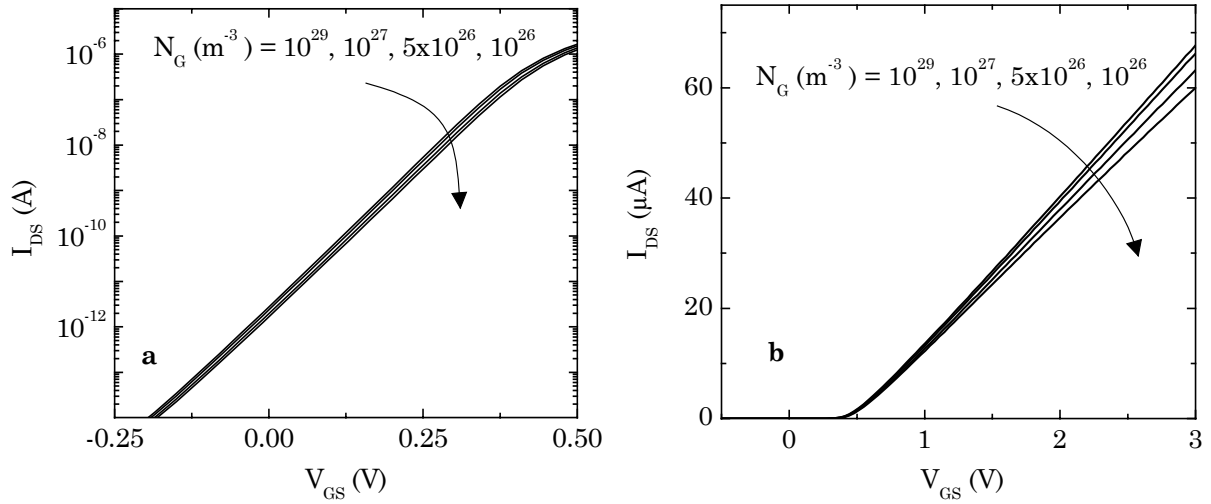 N_G (m^-3) = 10^29, 10^27, 5x10^26, 10^26
10^-6
10^-8
10^-10
10^-12
I_DS (A)
a
-0.25 0.00 0.25 0.50
V_GS (V)
N_G (m^-3) = 10^29, 10^27, 5x10^26, 10^26
60
40
20
0
I_DS (μA)
b
0 1 2 3
V_GS (V)